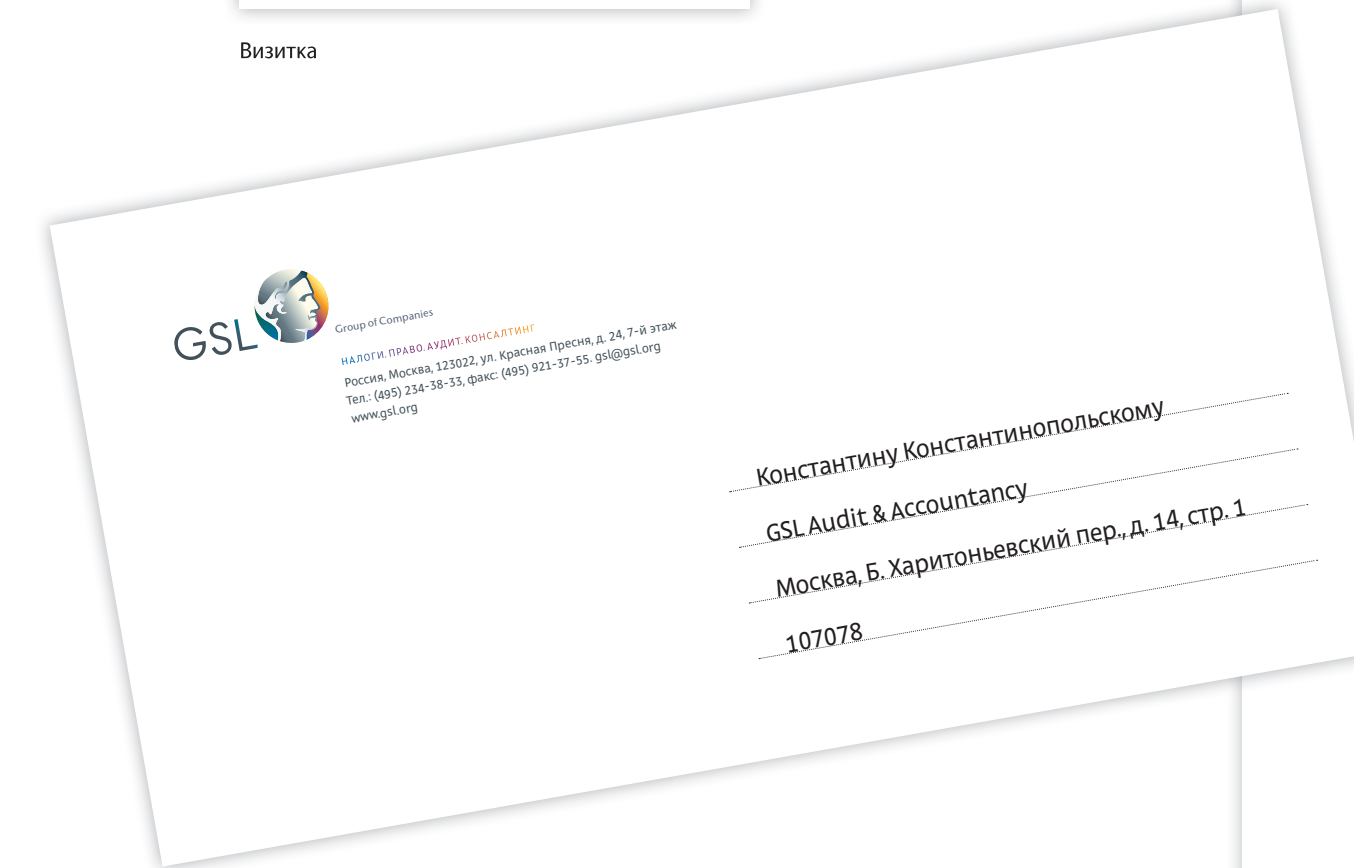 Визитка
GSL Group of Companies
НАЛОГИ. ПРАВО. АУДИТ. КОНСАЛТИНГ
Россия, Москва, 123022, ул. Красная Пресня, д. 24, 7-й этаж
Тел.: (495) 234-38-33, факс: (495) 921-37-55. gsl@gsl.org
www.gsl.org
Константину Константинопольскому
GSL Audit & Accountancy
Москва, Б. Харитоньевский пер., д. 14, стр. 1
107078